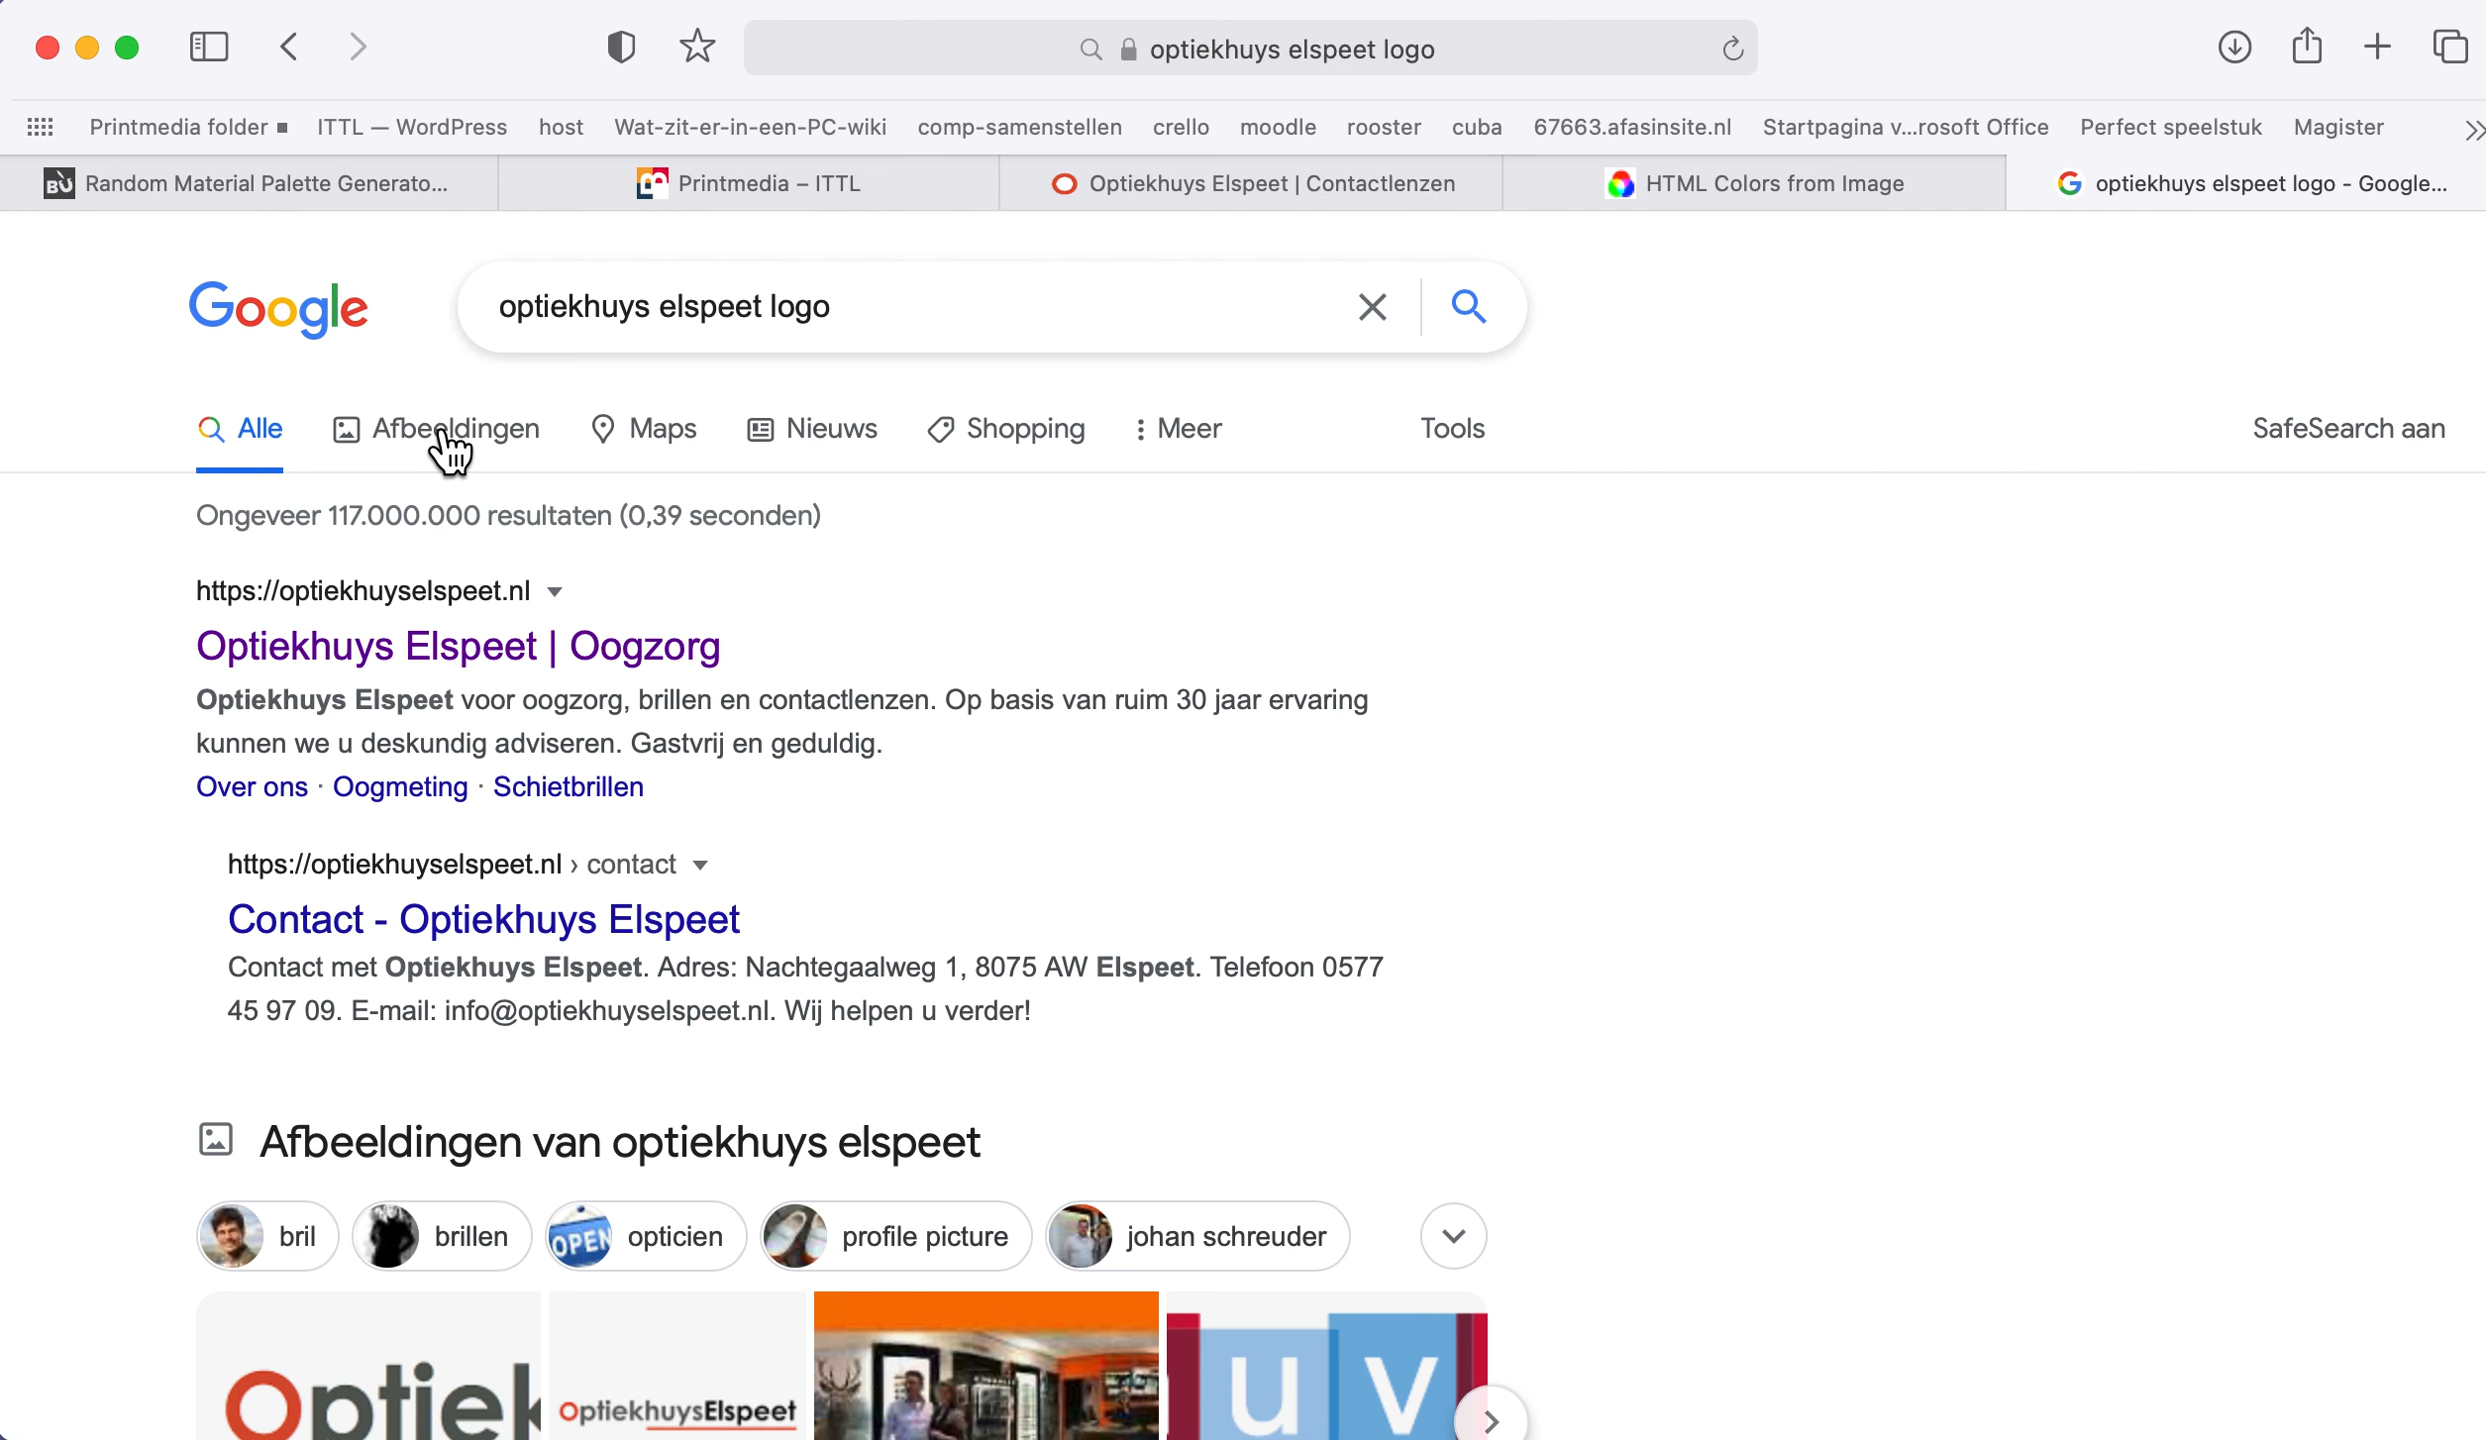 optiekhuys elspeet logo
Printmedia folder ITTL — WordPress host Wat-zit-er-in-een-PC-wiki comp-samenstellen crello moodle rooster cuba 67663.afasinsite.nl Startpagina v...rosoft Office Perfect speelstuk Magister
BÙ Random Material Palette Generato... Printmedia – ITTL Optiekhuys Elspeet | Contactlenzen HTML Colors from Image optiekhuys elspeet logo - Google...
Google optiekhuys elspeet logo
Alle Afbeeldingen Maps Nieuws Shopping Meer Tools SafeSearch aan
Ongeveer 117.000.000 resultaten (0,39 seconden)
https://optiekhuyselspeet.nl
Optiekhuys Elspeet | Oogzorg
Optiekhuys Elspeet voor oogzorg, brillen en contactlenzen. Op basis van ruim 30 jaar ervaring
kunnen we u deskundig adviseren. Gastvrij en geduldig.
Over ons · Oogmeting · Schietbrillen
https://optiekhuyselspeet.nl › contact
Contact - Optiekhuys Elspeet
Contact met Optiekhuys Elspeet. Adres: Nachtegaalweg 1, 8075 AW Elspeet. Telefoon 0577
45 97 09. E-mail: info@optiekhuyselspeet.nl. Wij helpen u verder!
Afbeeldingen van optiekhuys elspeet
bril brillen OPEN opticien profile picture johan schreuder
Optiek OptiekhuysElspeet u v